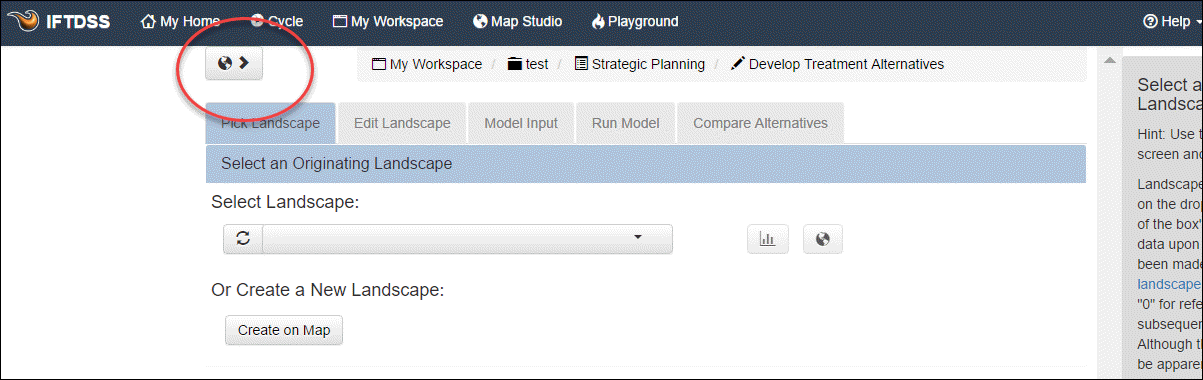 IFTDSS My Home Cycle My Workspace Map Studio Playground Help
My Workspace / test / Strategic Planning / Develop Treatment Alternatives
Pick Landscape Edit Landscape Model Input Run Model Compare Alternatives
Select an Originating Landscape
Select Landscape:
Or Create a New Landscape:
Create on Map
Select a
Landsca
Hint: Use t
screen and
Landscape
on the drop
of the box"
data upon
been made
landscape
"0" for refe
subsequen
Although th
be apparen